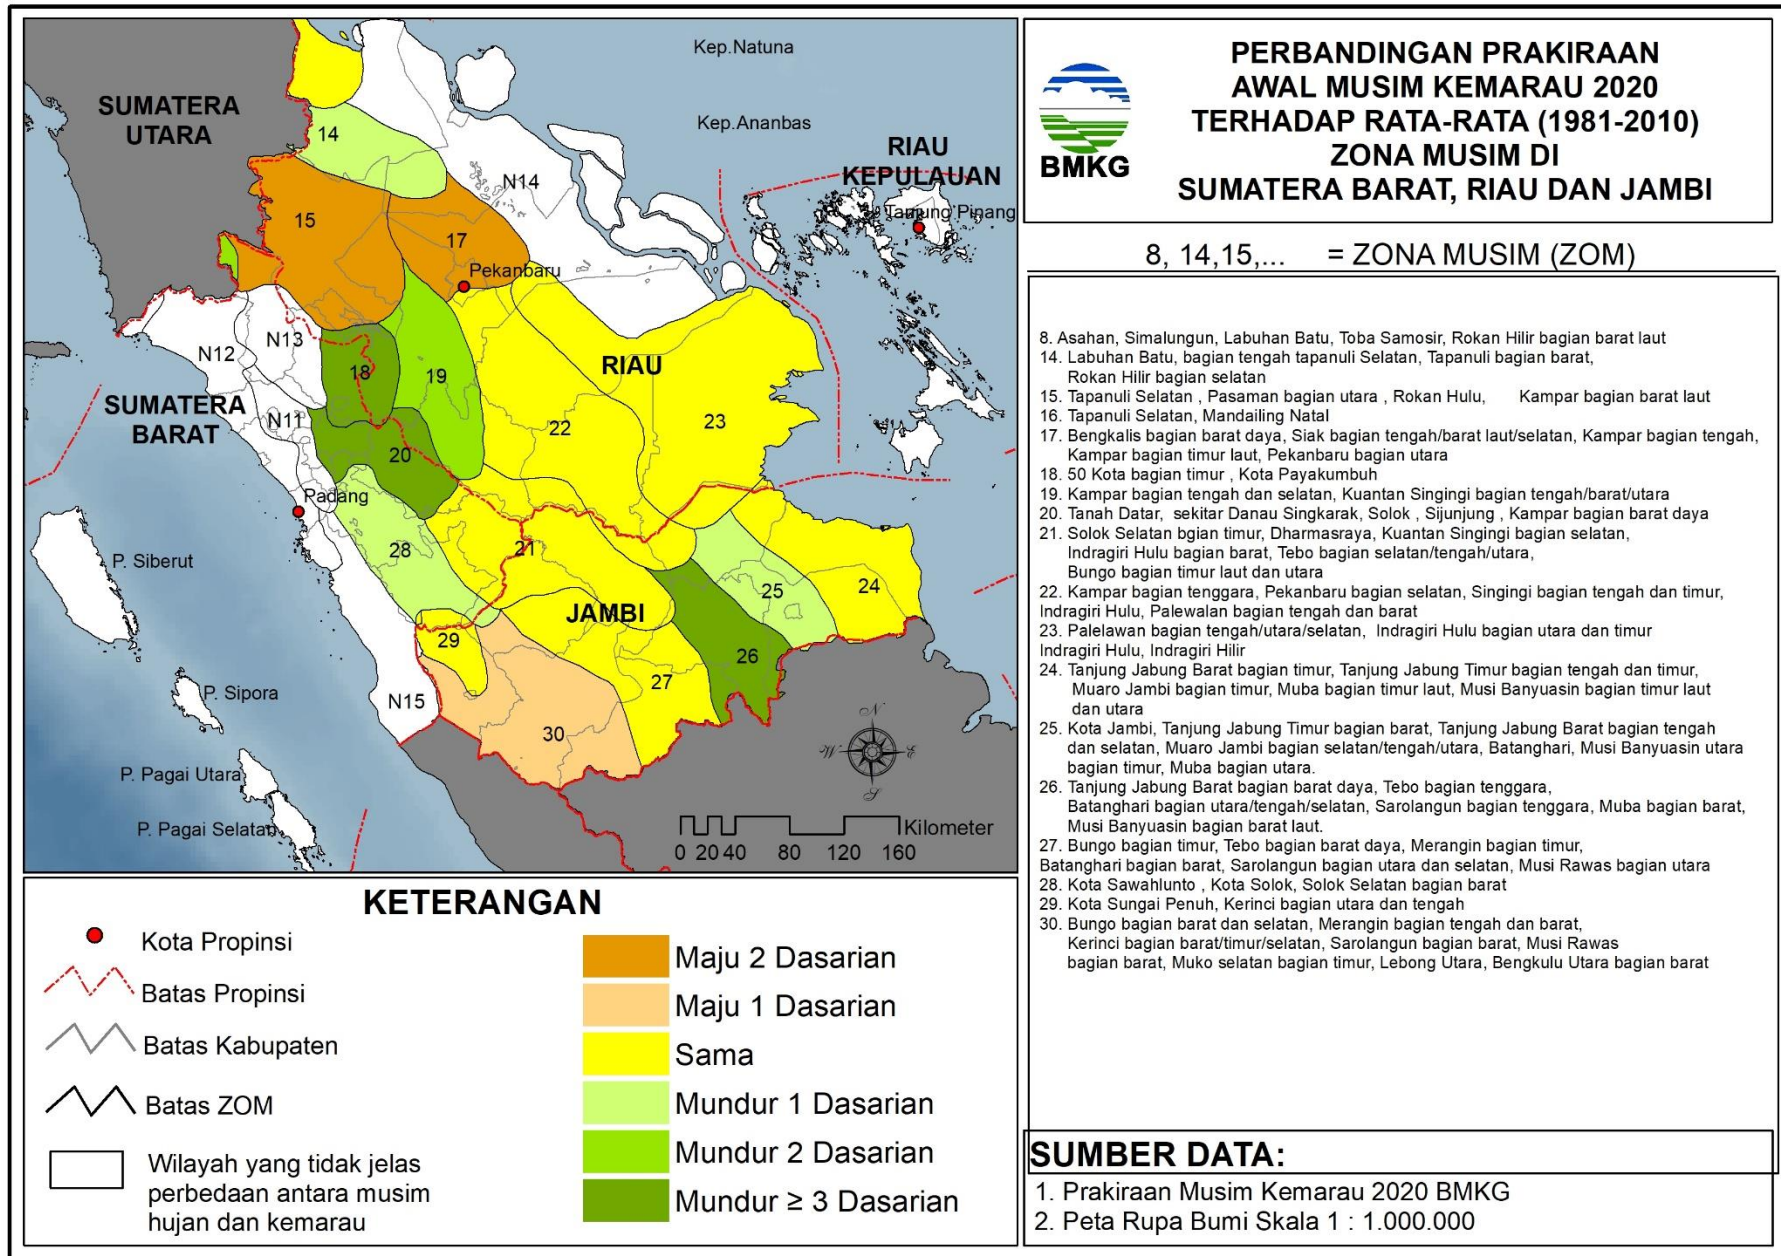 SUMATERA
UTARA
Kep.Natuna
Kep.Ananbas
RIAU
KEPULAUAN
Tanjung Pinang
14
N14
15
17
Pekanbaru
N12
N13
18
19
RIAU
22
23
SUMATERA
BARAT
N11
20
Padang
28
21
25
24
P. Siberut
JAMBI
29
26
27
P. Sipora
N15
30
N
W
E
S
P. Pagai Utara
P. Pagai Selatan
Kilometer
0 20 40 80 120 160
PERBANDINGAN PRAKIRAAN
AWAL MUSIM KEMARAU 2020
TERHADAP RATA-RATA (1981-2010)
ZONA MUSIM DI
SUMATERA BARAT, RIAU DAN JAMBI
BMKG
8, 14,15,... = ZONA MUSIM (ZOM)
8. Asahan, Simalungun, Labuhan Batu, Toba Samosir, Rokan Hilir bagian barat laut
14. Labuhan Batu, bagian tengah tapanuli Selatan, Tapanuli bagian barat,
Rokan Hilir bagian selatan
15. Tapanuli Selatan , Pasaman bagian utara , Rokan Hulu, Kampar bagian barat laut
16. Tapanuli Selatan, Mandailing Natal
17. Bengkalis bagian barat daya, Siak bagian tengah/barat laut/selatan, Kampar bagian tengah,
Kampar bagian timur laut, Pekanbaru bagian utara
18. 50 Kota bagian timur , Kota Payakumbuh
19. Kampar bagian tengah dan selatan, Kuantan Singingi bagian tengah/barat/utara
20. Tanah Datar, sekitar Danau Singkarak, Solok , Sijunjung , Kampar bagian barat daya
21. Solok Selatan bgian timur, Dharmasraya, Kuantan Singingi bagian selatan,
Indragiri Hulu bagian barat, Tebo bagian selatan/tengah/utara,
Bungo bagian timur laut dan utara
22. Kampar bagian tenggara, Pekanbaru bagian selatan, Singingi bagian tengah dan timur,
Indragiri Hulu, Palewalan bagian tengah dan barat
23. Palelawan bagian tengah/utara/selatan, Indragiri Hulu bagian utara dan timur
Indragiri Hulu, Indragiri Hilir
24. Tanjung Jabung Barat bagian timur, Tanjung Jabung Timur bagian tengah dan timur,
Muaro Jambi bagian timur, Muba bagian timur laut, Musi Banyuasin bagian timur laut
dan utara
25. Kota Jambi, Tanjung Jabung Timur bagian barat, Tanjung Jabung Barat bagian tengah
dan selatan, Muaro Jambi bagian selatan/tengah/utara, Batanghari, Musi Banyuasin utara
bagian timur, Muba bagian utara.
26. Tanjung Jabung Barat bagian barat daya, Tebo bagian tenggara,
Batanghari bagian utara/tengah/selatan, Sarolangun bagian tenggara, Muba bagian barat,
Musi Banyuasin bagian barat laut.
27. Bungo bagian timur, Tebo bagian barat daya, Merangin bagian timur,
Batanghari bagian barat, Sarolangun bagian utara dan selatan, Musi Rawas bagian utara
28. Kota Sawahlunto , Kota Solok, Solok Selatan bagian barat
29. Kota Sungai Penuh, Kerinci bagian utara dan tengah
30. Bungo bagian barat dan selatan, Merangin bagian tengah dan barat,
Kerinci bagian barat/timur/selatan, Sarolangun bagian barat, Musi Rawas
bagian barat, Muko selatan bagian timur, Lebong Utara, Bengkulu Utara bagian barat
KETERANGAN
Kota Propinsi
Batas Propinsi
Batas Kabupaten
Batas ZOM
Wilayah yang tidak jelas
perbedaan antara musim
hujan dan kemarau
Maju 2 Dasarian
Maju 1 Dasarian
Sama
Mundur 1 Dasarian
Mundur 2 Dasarian
Mundur ≥ 3 Dasarian
SUMBER DATA:
1. Prakiraan Musim Kemarau 2020 BMKG
2. Peta Rupa Bumi Skala 1 : 1.000.000